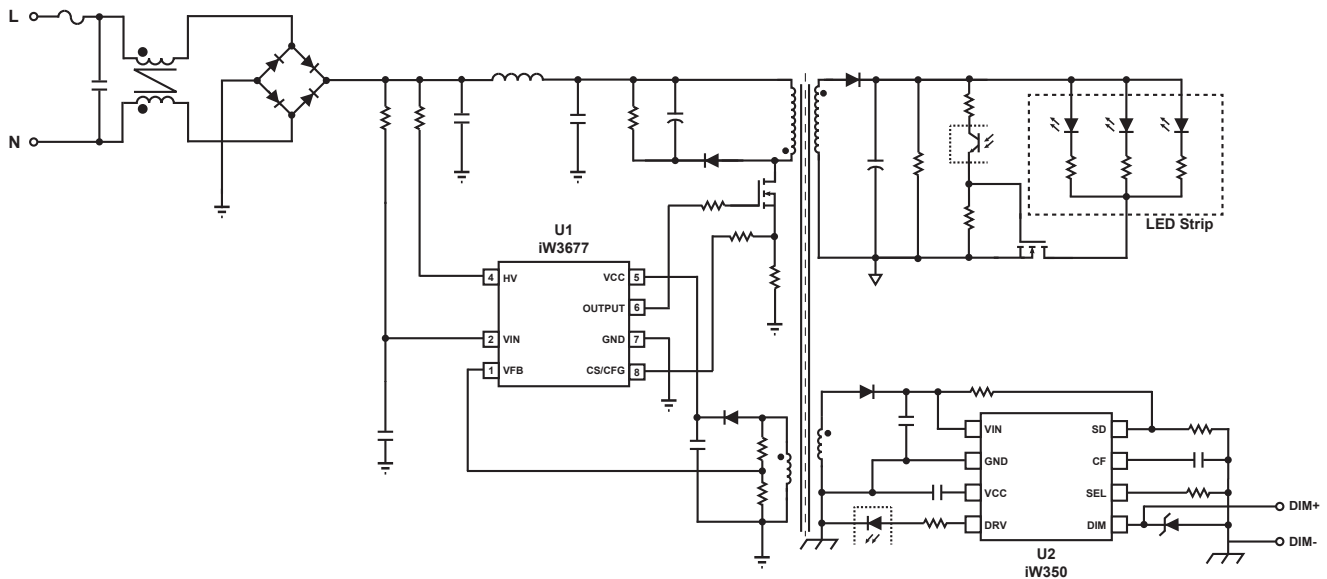 L
N
LED Strip
U1
iW3677
4 HV
VCC 5
OUTPUT 6
2 VIN
GND 7
1 VFB
CS/CFG 8
VIN
SD
GND
CF
VCC
SEL
DRV
DIM
DIM+
DIM-
U2
iW350